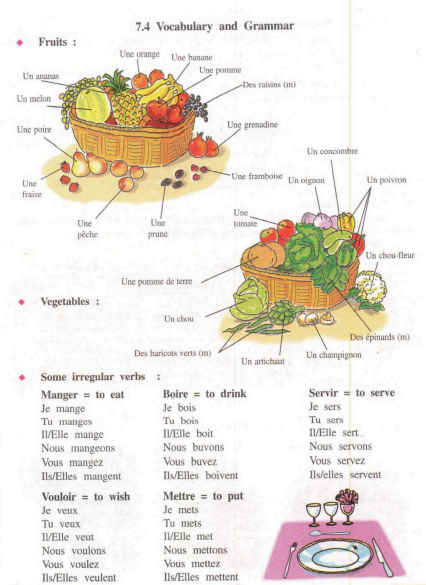 7.4 Vocabulary and Grammar
Fruits :
Une orange
Une banane
Un ananas
Une pomme
Des raisins (m)
Un melon
Une poire
Une grenadine
Une fraise
Une framboise
Une pêche
Une prune
Un concombre
Un oignon
Un poivron
Une tomate
Un chou-fleur
Une pomme de terre
Vegetables :
Un chou
Des épinards (m)
Des haricots verts (m)
Un artichaut
Un champignon
Some irregular verbs :
Manger = to eat
Je mange
Tu manges
Il/Elle mange
Nous mangeons
Vous mangez
Ils/Elles mangent
Boire = to drink
Je bois
Tu bois
Il/Elle boit
Nous buvons
Vous buvez
Ils/Elles boivent
Servir = to serve
Je sers
Tu sers
Il/Elle sert
Nous servons
Vous servez
Ils/elles servent
Vouloir = to wish
Je veux
Tu veux
Il/Elle veut
Nous voulons
Vous voulez
Ils/Elles veulent
Mettre = to put
Je mets
Tu mets
Il/Elle met
Nous mettons
Vous mettez
Ils/Elles mettent